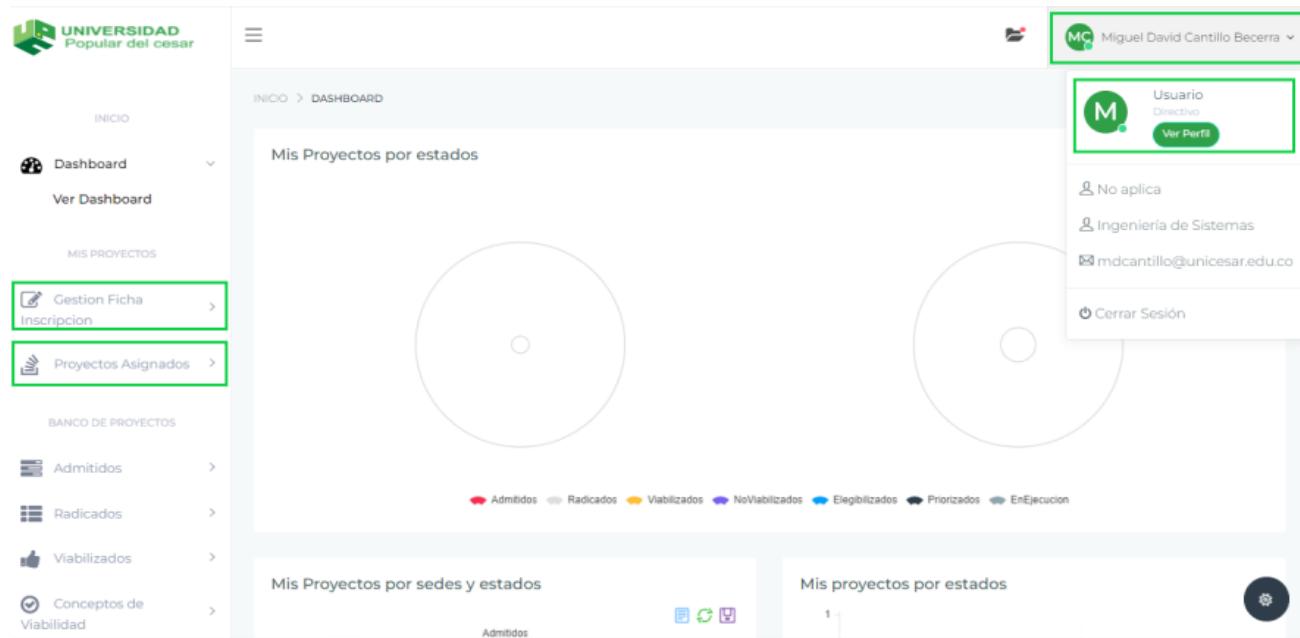 UNIVERSIDAD
Popular del cesar
MC Miguel David Cantillo Becerra
INICIO
Dashboard
Ver Dashboard
MIS PROYECTOS
Gestion Ficha
Inscripcion
Proyectos Asignados
BANCO DE PROYECTOS
Admitidos
Radicados
Viabilizados
Conceptos de
Viabilidad
INICIO > DASHBOARD
Mis Proyectos por estados
Admitidos Radicados Viabilizados NoViabilizados Elegibilizados Priorizados EnEjecucion
Mis Proyectos por sedes y estados
Admitidos
Mis proyectos por estados
1
M
Usuario
Directivo
Ver Perfil
No aplica
Ingeniería de Sistemas
mdcantillo@unicesar.edu.co
Cerrar Sesión